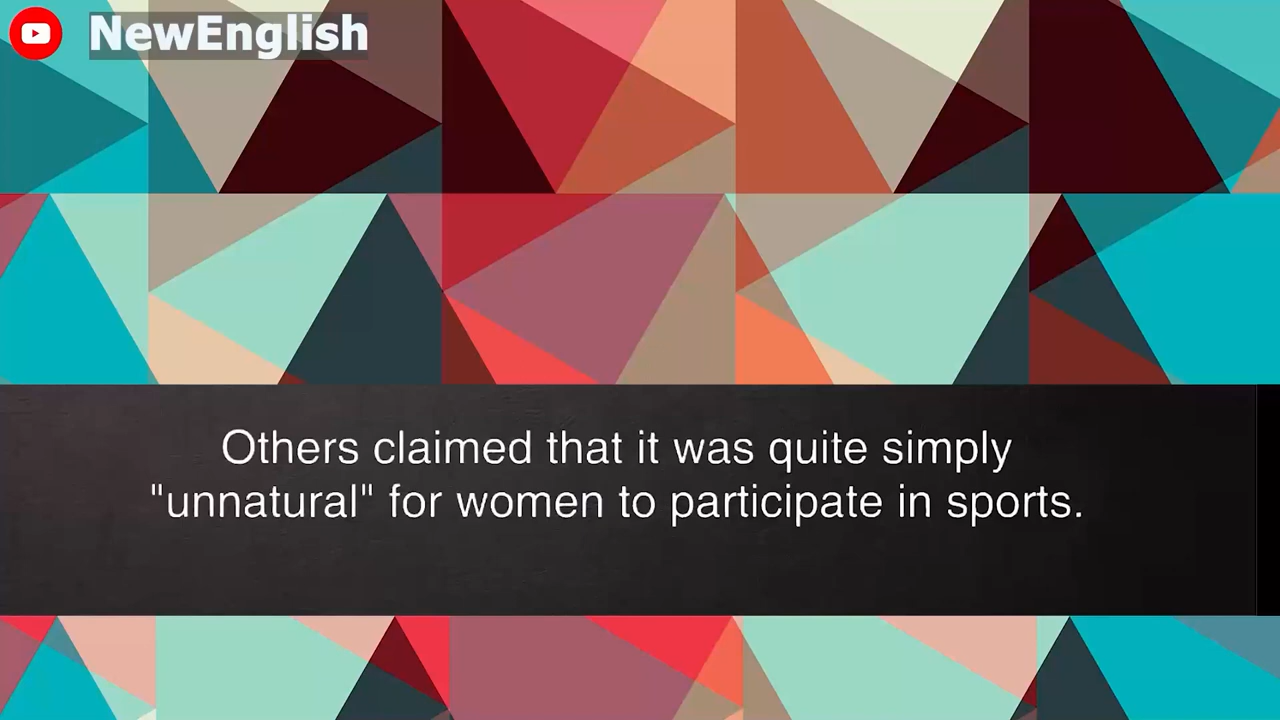 NewEnglish
Others claimed that it was quite simply
"unnatural" for women to participate in sports.